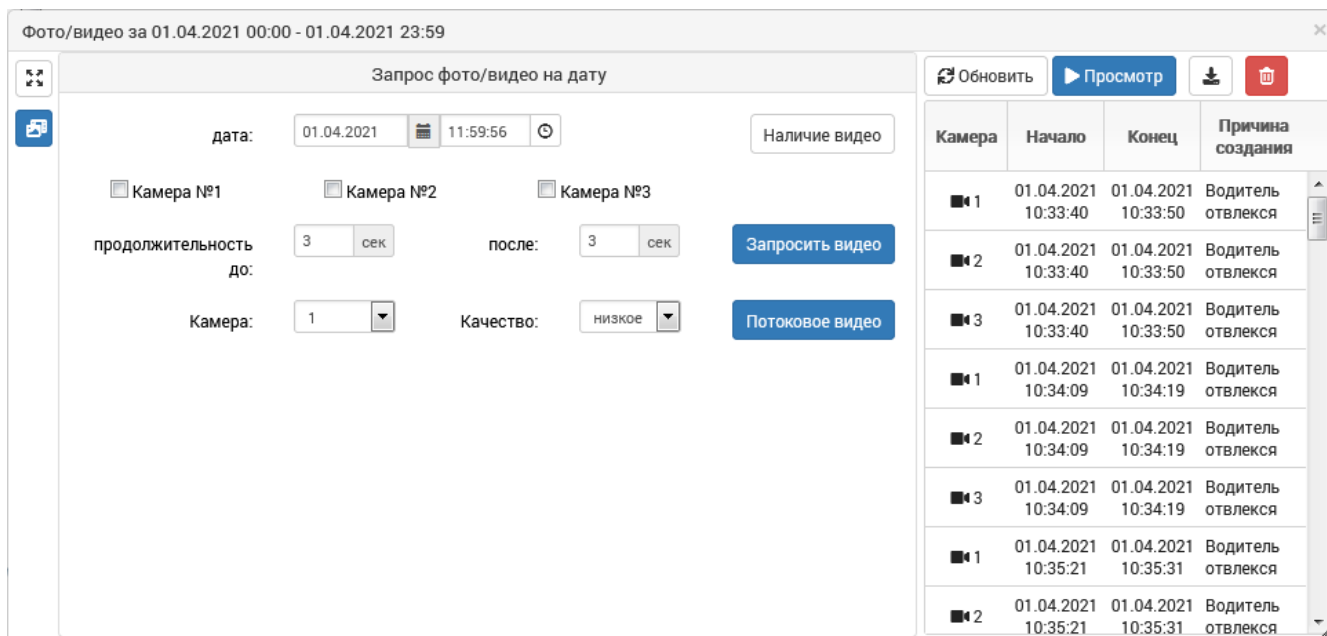 Фото/видео за 01.04.2021 00:00 - 01.04.2021 23:59
Запрос фото/видео на дату
дата: 01.04.2021 11:59:56 Наличие видео
Камера №1 Камера №2 Камера №3
продолжительность
до: 3 сек после: 3 сек Запросить видео
Камера: 1 Качество: низкое Потоковое видео
Обновить Просмотр
Камера Начало Конец Причина
создания
1 01.04.2021 01.04.2021 Водитель
10:33:40 10:33:50 отвлекся
2 01.04.2021 01.04.2021 Водитель
10:33:40 10:33:50 отвлекся
3 01.04.2021 01.04.2021 Водитель
10:33:40 10:33:50 отвлекся
1 01.04.2021 01.04.2021 Водитель
10:34:09 10:34:19 отвлекся
2 01.04.2021 01.04.2021 Водитель
10:34:09 10:34:19 отвлекся
3 01.04.2021 01.04.2021 Водитель
10:34:09 10:34:19 отвлекся
1 01.04.2021 01.04.2021 Водитель
10:35:21 10:35:31 отвлекся
2 01.04.2021 01.04.2021 Водитель
10:35:21 10:35:31 отвлекся